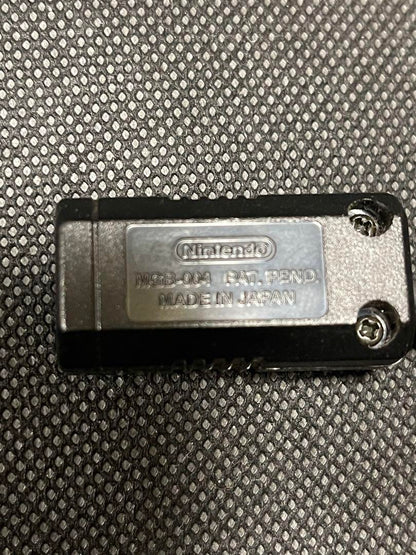 Nintendo
MGB-004 PAT. PEND.
MADE IN JAPAN